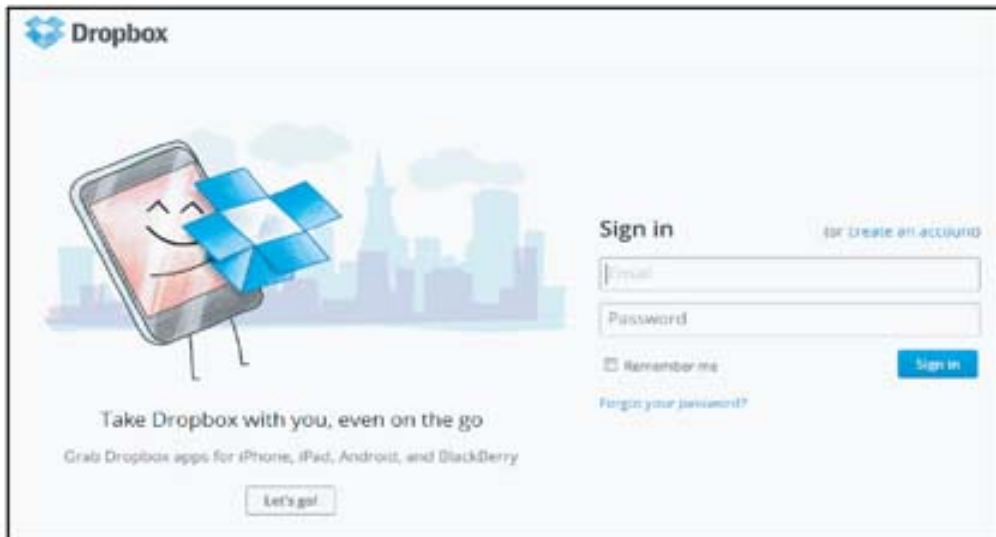 Dropbox
Sign in (or create an account)
Email
Password
Remember me Sign in
Forgot your password?
Take Dropbox with you, even on the go
Grab Dropbox apps for iPhone, iPad, Android, and BlackBerry
Let's go!